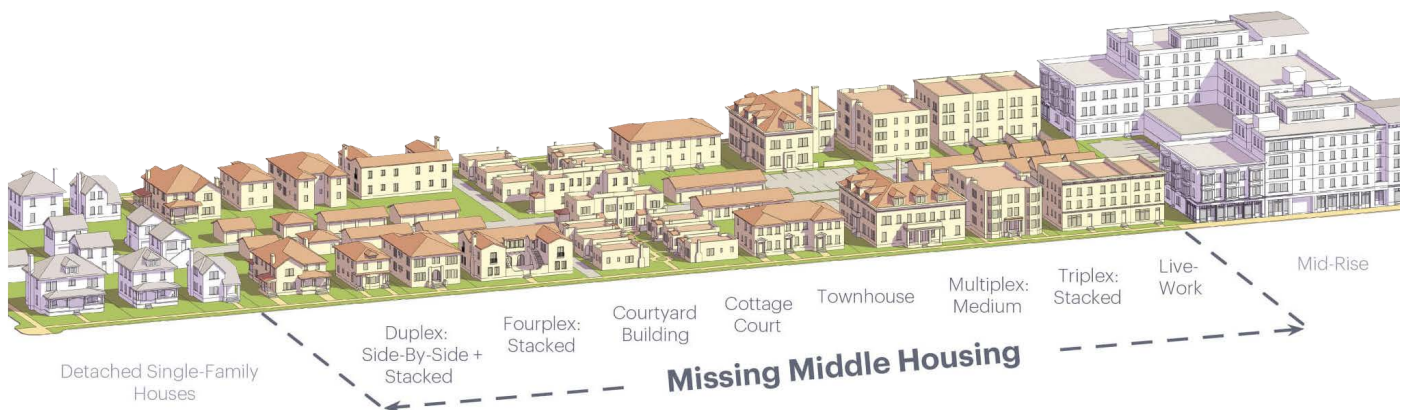 Detached Single-Family
Houses
Duplex:
Side-By-Side +
Stacked
Fourplex:
Stacked
Courtyard
Building
Cottage
Court
Townhouse
Multiplex:
Medium
Triplex:
Stacked
Live-
Work
Mid-Rise
Missing Middle Housing